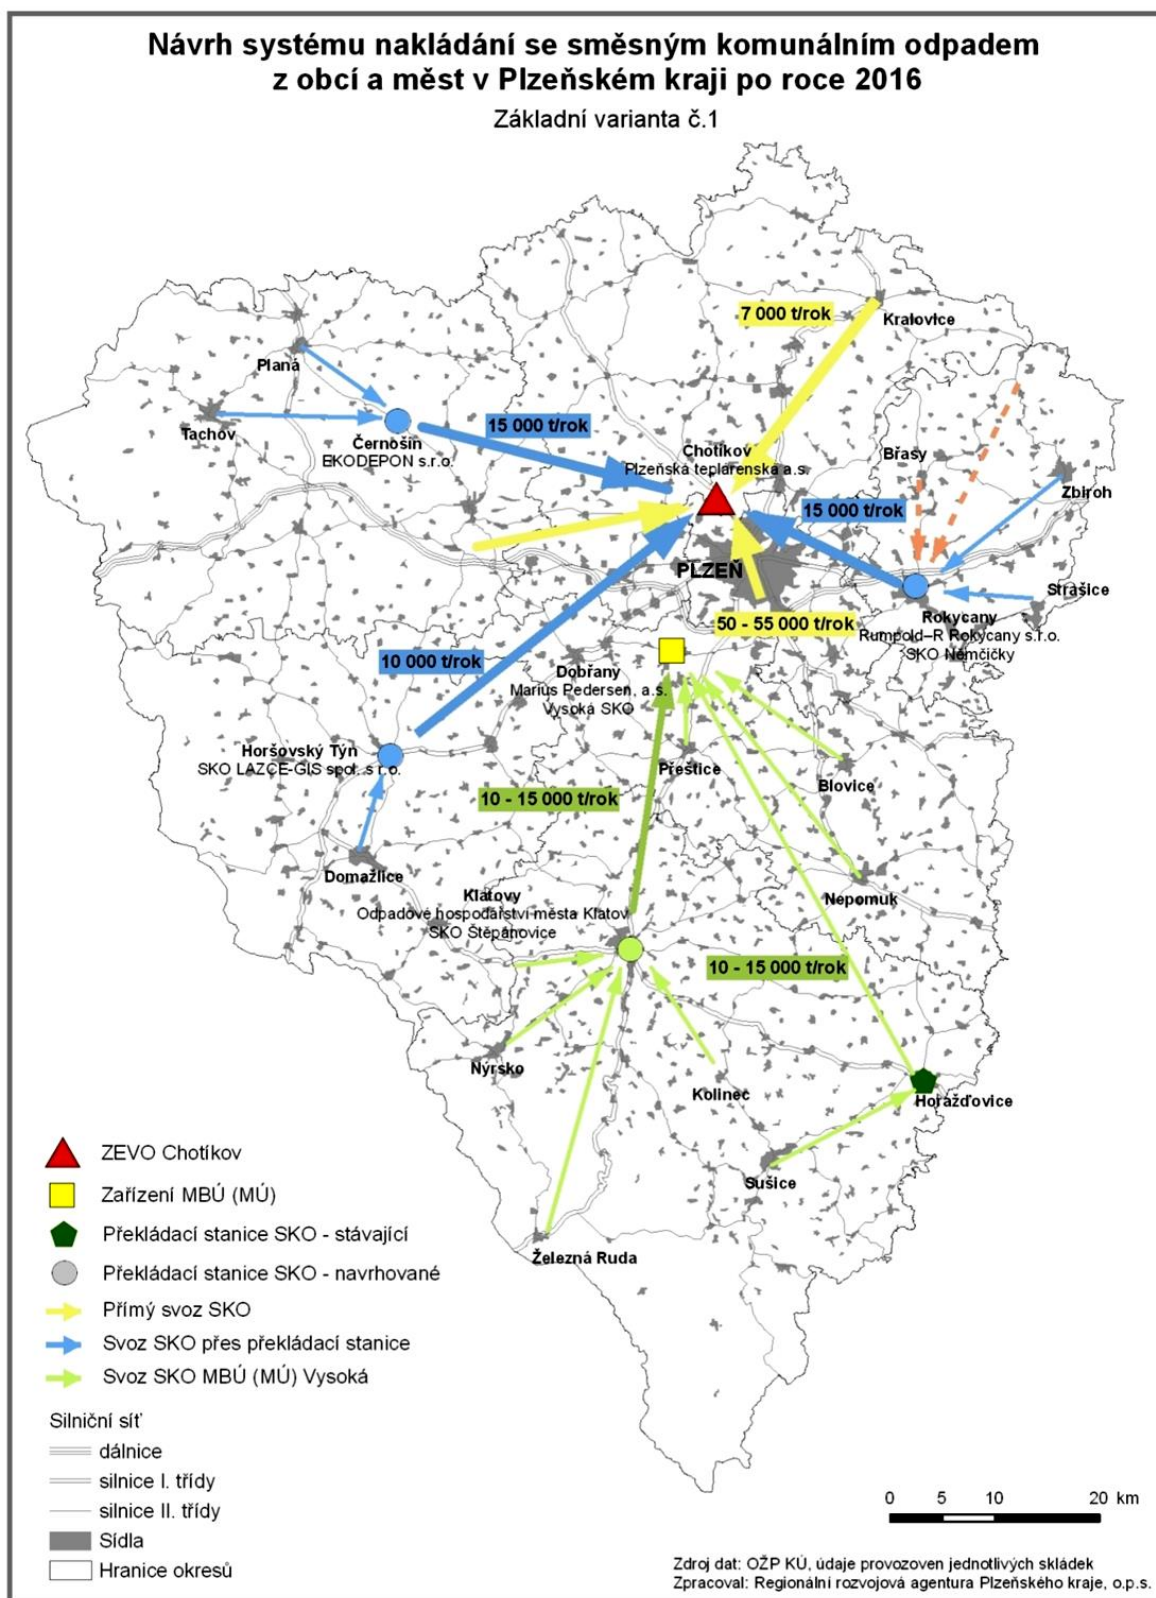 Návrh systému nakládání se směsným komunálním odpadem
z obcí a měst v Plzeňském kraji po roce 2016
Základní varianta č.1
7 000 t/rok
Kralovice
Planá
Tachov
Černošín
EKODEPON s.r.o.
15 000 t/rok
Chotíkov
Plzeňská teplárenská a.s.
Břasy
Zbiroh
15 000 t/rok
PLZEŇ
Strašice
Rokycany
Rumpold–R Rokycany s.r.o.
SKO Němčičky
50 - 55 000 t/rok
10 000 t/rok
Dobřany
Marius Pedersen, a.s.
Vysoká SKO
Horšovský Týn
SKO LAZCE-GIS spol. s r.o.
Přeštice
Blovice
10 - 15 000 t/rok
Domažlice
Klatovy
Odpadové hospodářství města Klatov
SKO Štěpánovice
Nepomuk
10 - 15 000 t/rok
Nýrsko
Kolinec
Horažďovice
Sušice
Železná Ruda
ZEVO Chotíkov
Zařízení MBÚ (MÚ)
Překládací stanice SKO - stávající
Překládací stanice SKO - navrhované
Přímý svoz SKO
Svoz SKO přes překládací stanice
Svoz SKO MBÚ (MÚ) Vysoká
Silniční síť
dálnice
silnice I. třídy
silnice II. třídy
Sídla
Hranice okresů
0 5 10 20 km
Zdroj dat: OŽP KÚ, údaje provozoven jednotlivých skládek
Zpracoval: Regionální rozvojová agentura Plzeňského kraje, o.p.s.